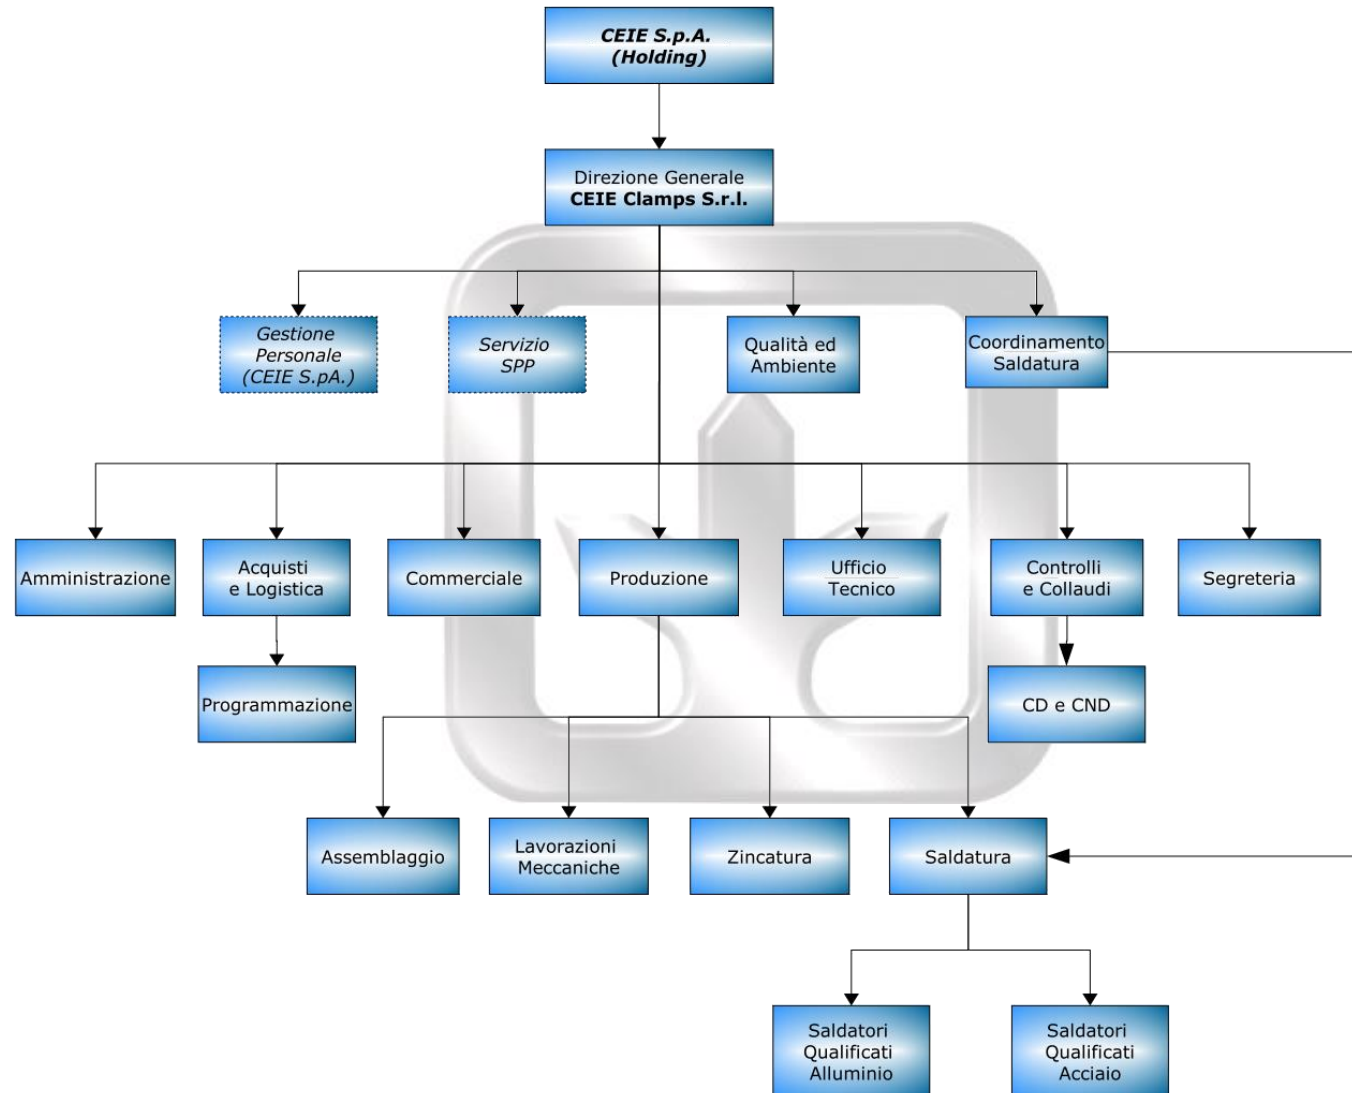 CEIE S.p.A.
(Holding)
Direzione Generale
CEIE Clamps S.r.l.
Gestione
Personale
(CEIE S.pA.)
Servizio
SPP
Qualità ed
Ambiente
Coordinamento
Saldatura
Amministrazione
Acquisti
e Logistica
Commerciale
Produzione
Ufficio
Tecnico
Controlli
e Collaudi
Segreteria
Programmazione
CD e CND
Assemblaggio
Lavorazioni
Meccaniche
Zincatura
Saldatura
Saldatori
Qualificati
Alluminio
Saldatori
Qualificati
Acciaio